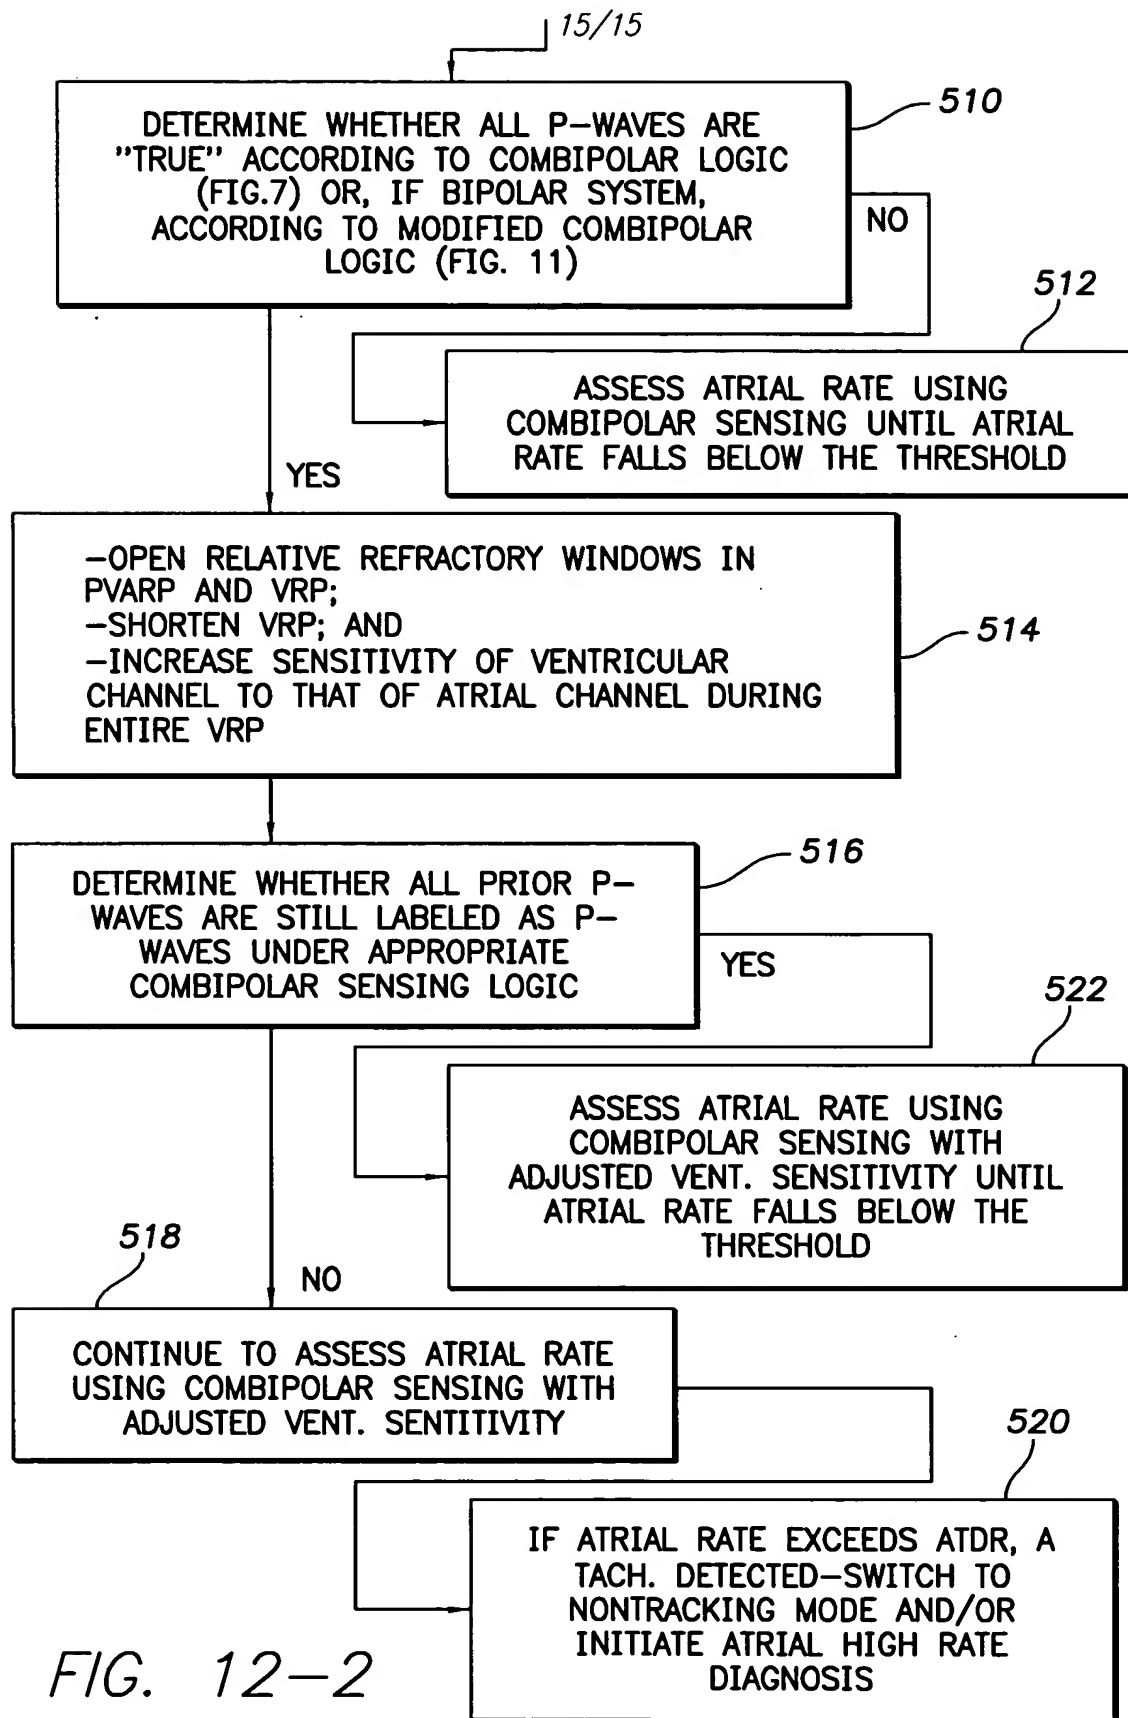 15/15
510
DETERMINE WHETHER ALL P-WAVES ARE
"TRUE" ACCORDING TO COMBIPOLAR LOGIC
(FIG.7) OR, IF BIPOLAR SYSTEM,
ACCORDING TO MODIFIED COMBIPOLAR
LOGIC (FIG. 11)
NO
512
ASSESS ATRIAL RATE USING
COMBIPOLAR SENSING UNTIL ATRIAL
RATE FALLS BELOW THE THRESHOLD
YES
-OPEN RELATIVE REFRACTORY WINDOWS IN
PVARP AND VRP;
-SHORTEN VRP; AND
-INCREASE SENSITIVITY OF VENTRICULAR
CHANNEL TO THAT OF ATRIAL CHANNEL DURING
ENTIRE VRP
514
516
DETERMINE WHETHER ALL PRIOR P-
WAVES ARE STILL LABELED AS P-
WAVES UNDER APPROPRIATE
COMBIPOLAR SENSING LOGIC
YES
522
ASSESS ATRIAL RATE USING
COMBIPOLAR SENSING WITH
ADJUSTED VENT. SENSITIVITY UNTIL
ATRIAL RATE FALLS BELOW THE
THRESHOLD
518
NO
CONTINUE TO ASSESS ATRIAL RATE
USING COMBIPOLAR SENSING WITH
ADJUSTED VENT. SENTITIVITY
520
IF ATRIAL RATE EXCEEDS ATDR, A
TACH. DETECTED-SWITCH TO
NONTRACKING MODE AND/OR
INITIATE ATRIAL HIGH RATE
DIAGNOSIS
FIG. 12-2